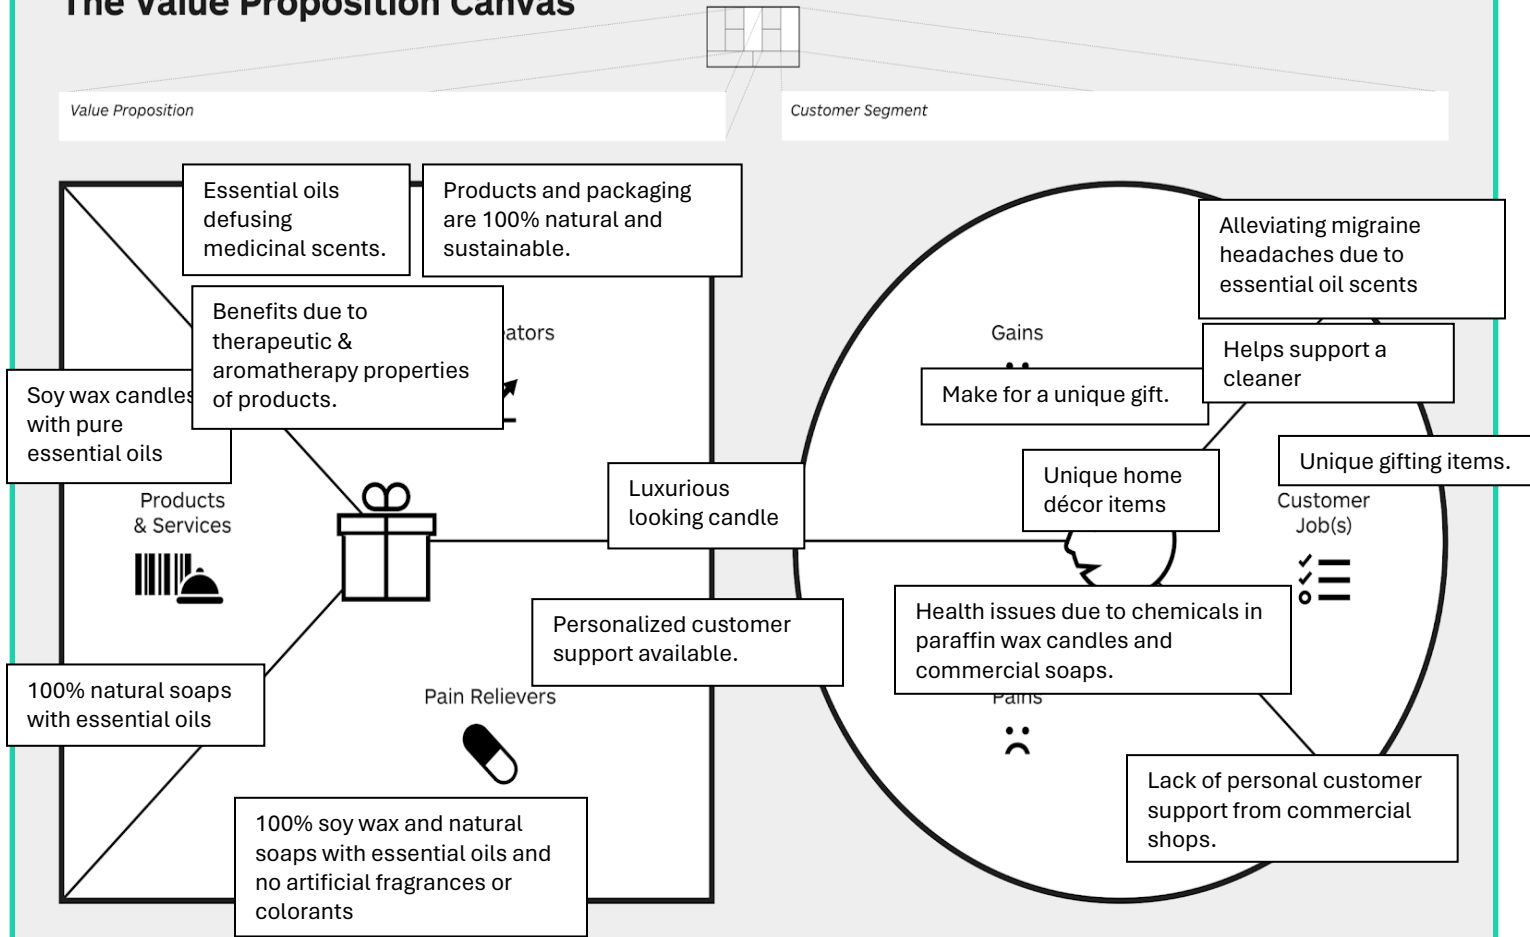 The Value Proposition Canvas
Value Proposition
Customer Segment
Essential oils
defusing
medicinal scents.
Products and packaging
are 100% natural and
sustainable.
Benefits due to
therapeutic &
aromatherapy properties
of products.
Soy wax candles
with pure
essential oils
Products
& Services
Luxurious
looking candle
Personalized customer
support available.
100% natural soaps
with essential oils
Pain Relievers
100% soy wax and natural
soaps with essential oils and
no artificial fragrances or
colorants
Alleviating migraine
headaches due to
essential oil scents
Gains
Helps support a
cleaner
Make for a unique gift.
Unique gifting items.
Unique home
décor items
Customer
Job(s)
Health issues due to chemicals in
paraffin wax candles and
commercial soaps.
Pains
Lack of personal customer
support from commercial
shops.